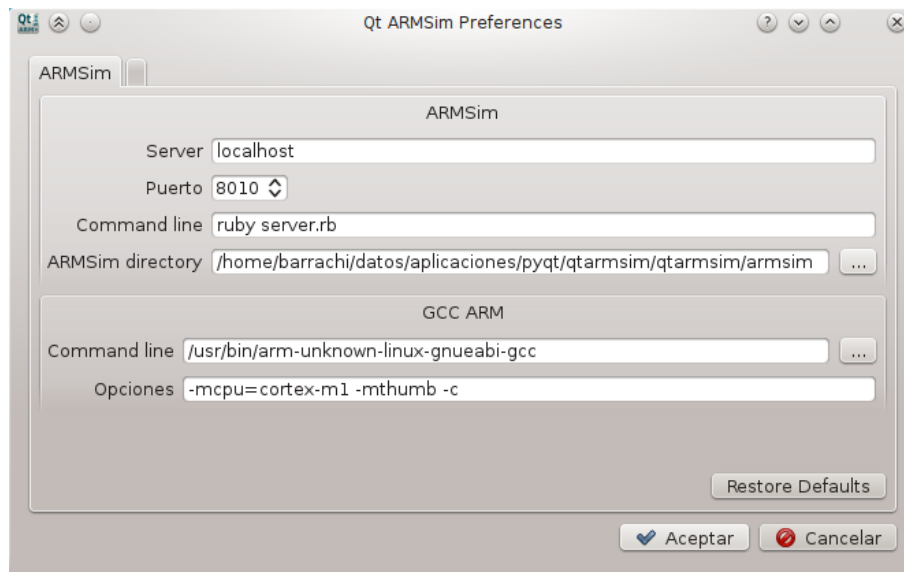 Qt ARMSim Preferences
ARMSim
ARMSim
Server localhost
Puerto 8010
Command line ruby server.rb
ARMSim directory /home/barrachi/datos/aplicaciones/pyqt/qtarmsim/qtarmsim/armsim ...
GCC ARM
Command line /usr/bin/arm-unknown-linux-gnueabi-gcc ...
Opciones -mcpu=cortex-m1 -mthumb -c
Restore Defaults
Aceptar Cancelar